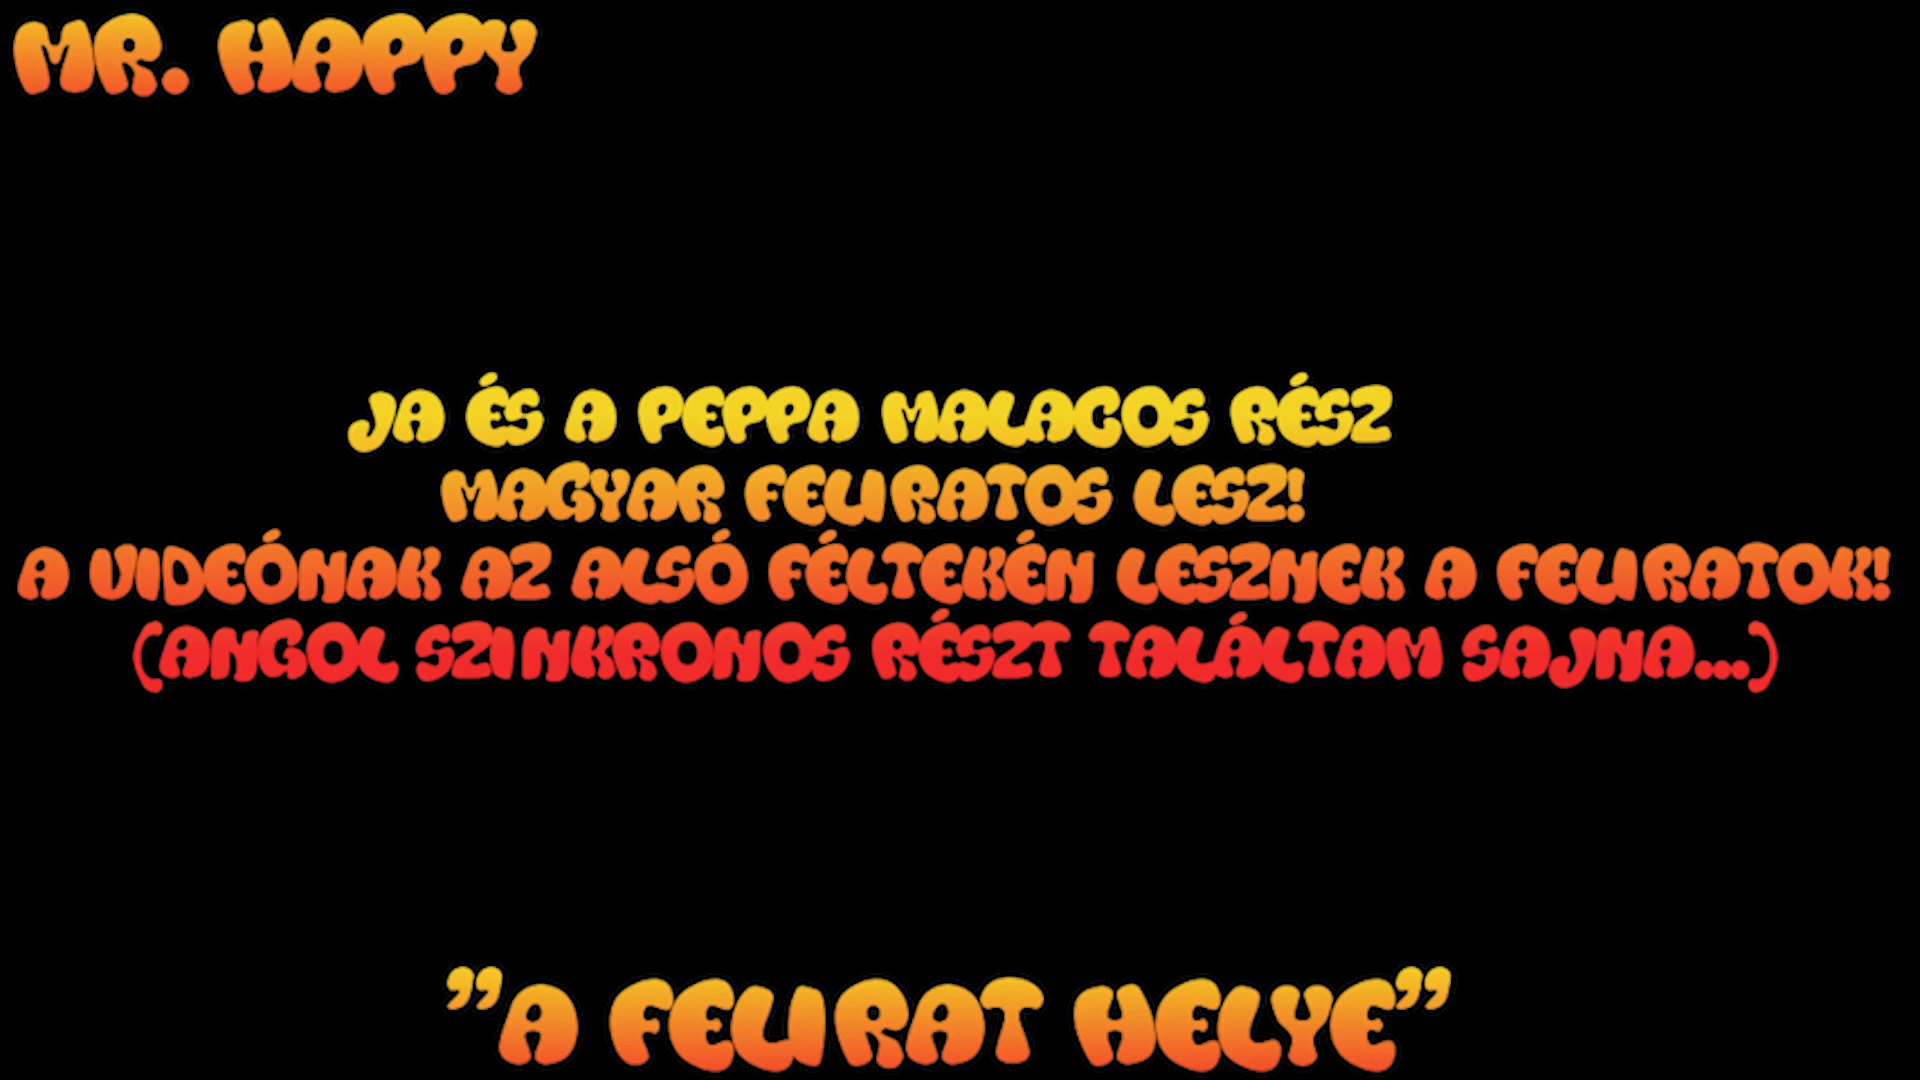 MR. HAPPY
JA ÉS A PEPPA MALACOS RÉSZ
MAGYAR FELIRATOS LESZ!
A VIDEÓNAK AZ ALSÓ FÉLTEKÉN LESZNEK A FELIRATOK!
(ANGOL SZINKRONOS RÉSZT TALÁLTAM SAJNA...)
”A FELIRAT HELYE”